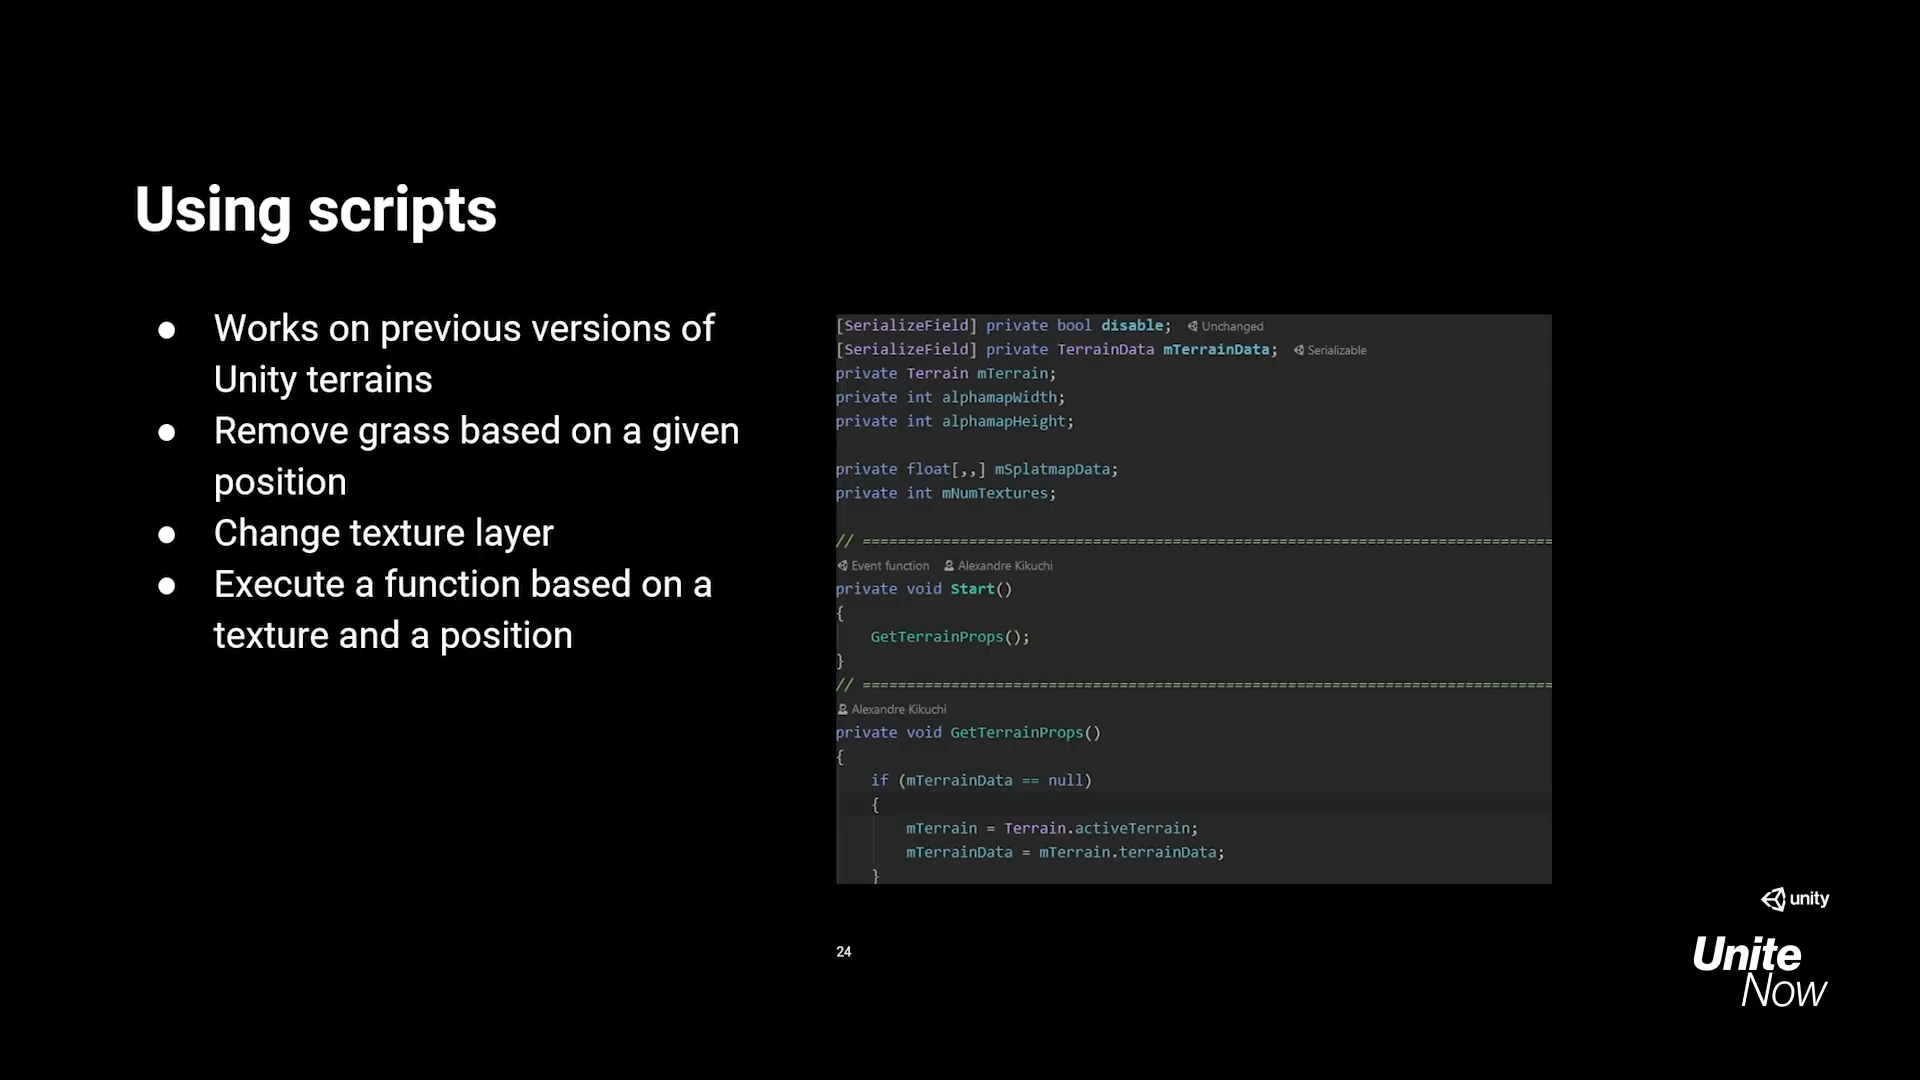 Using scripts
● Works on previous versions of
Unity terrains
● Remove grass based on a given
position
● Change texture layer
● Execute a function based on a
texture and a position
[SerializeField] private bool disable; Unchanged
[SerializeField] private TerrainData mTerrainData; Serializable
private Terrain mTerrain;
private int alphamapWidth;
private int alphamapHeight;
private float[,,] mSplatmapData;
private int mNumTextures;
// ==============================================================================
Event function Alexandre Kikuchi
private void Start()
{
GetTerrainProps();
}
// ==============================================================================
Alexandre Kikuchi
private void GetTerrainProps()
{
if (mTerrainData == null)
{
mTerrain = Terrain.activeTerrain;
mTerrainData = mTerrain.terrainData;
}
24
unity
Unite
Now